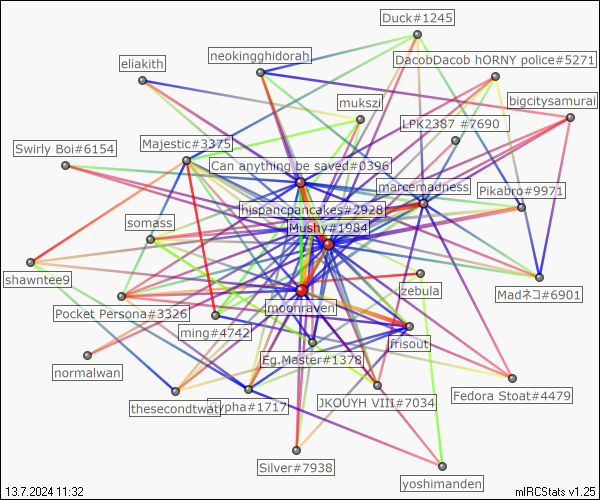 Duck#1245
neokingghidorah
DacobDacob hORNY police#5271
eliakith
mukszi
bigcitysamurai
LPK2387 #7690
Majestic#3375
Swirly Boi#6154
Can anything be saved#0396
marcemadness
Pikabro#9971
hispancpancakes#2928
somass
Mushy#1984
shawntee9
zebula
Madネコ#6901
moonraven
Pocket Persona#3326
ming#4742
frisout
Eg.Master#1378
normalwan
Fedora Stoat#4479
JKOUYH VIII#7034
thesecondtwat
cypha#1717
Silver#7938
yoshimanden
13.7.2024 11:32
mIRCStats v1.25